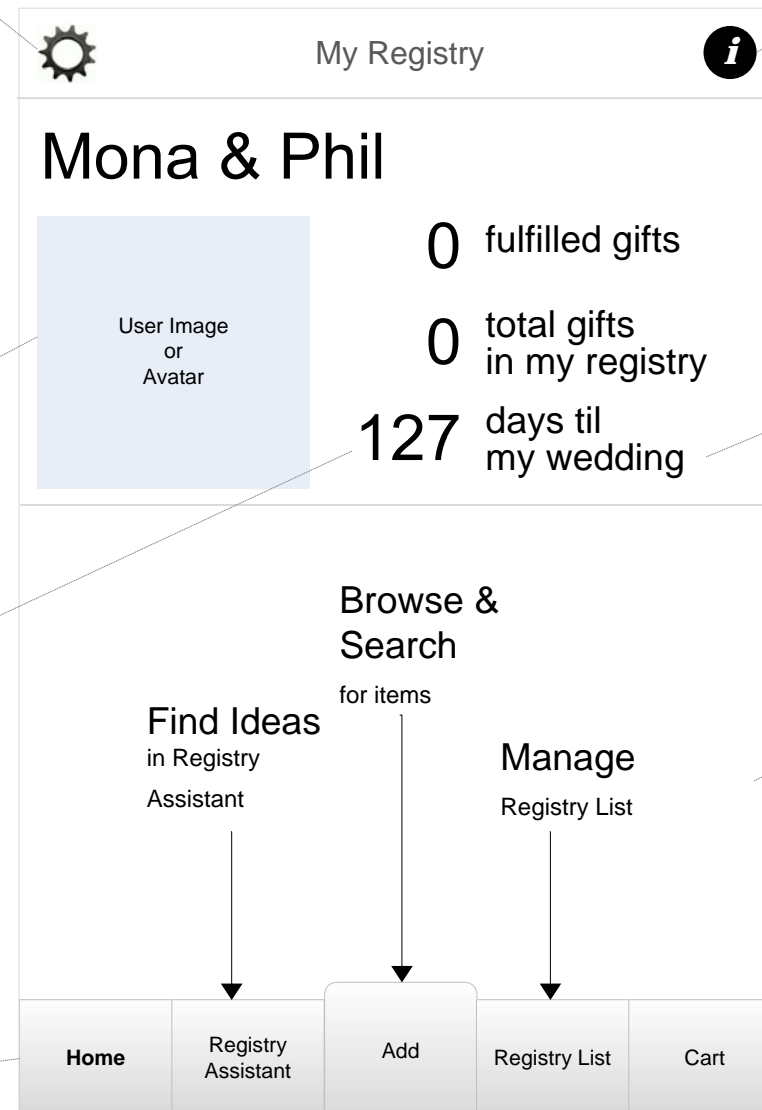 My Registry
i
Mona & Phil
User Image
or
Avatar
0 fulfilled gifts
0 total gifts
in my registry
127 days til
my wedding
Browse &
Search
for items
Find Ideas
in Registry
Assistant
Manage
Registry List
Home
Registry
Assistant
Add
Registry List
Cart